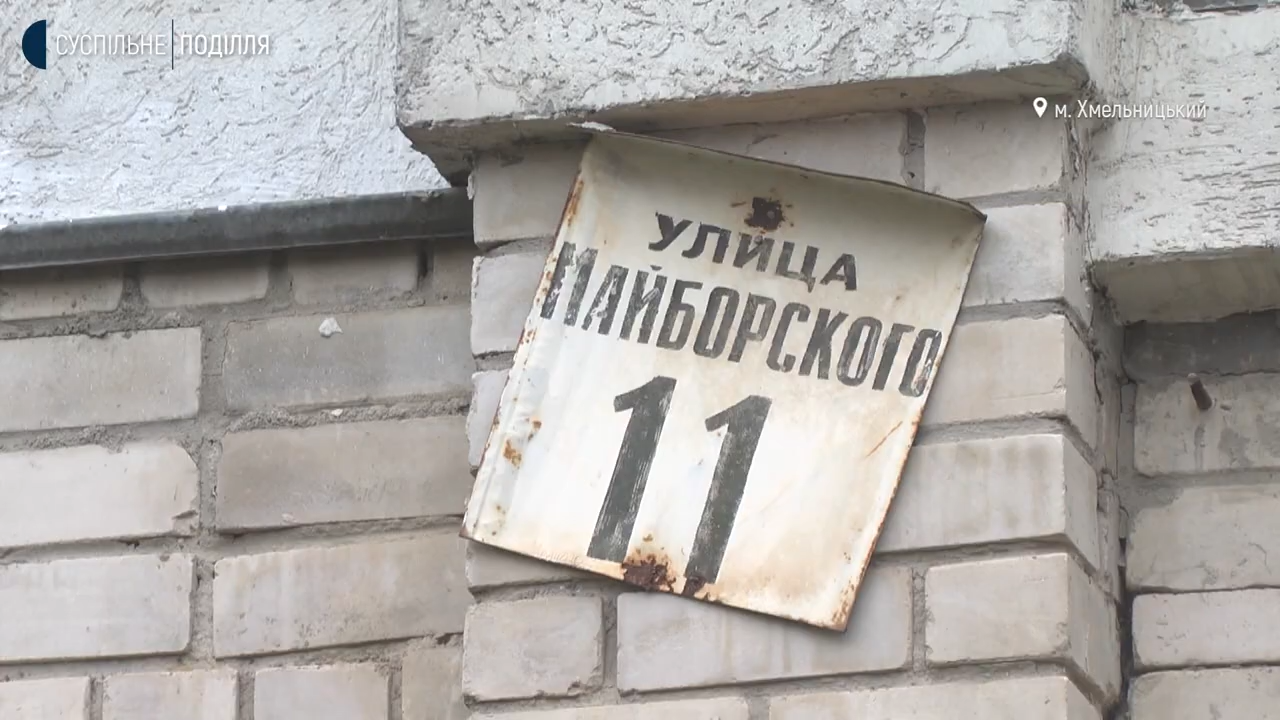 СУСПІЛЬНЕ ПОДІЛЛЯ
м. Хмельницький
УЛИЦА
МАЙБОРСКОГО
11